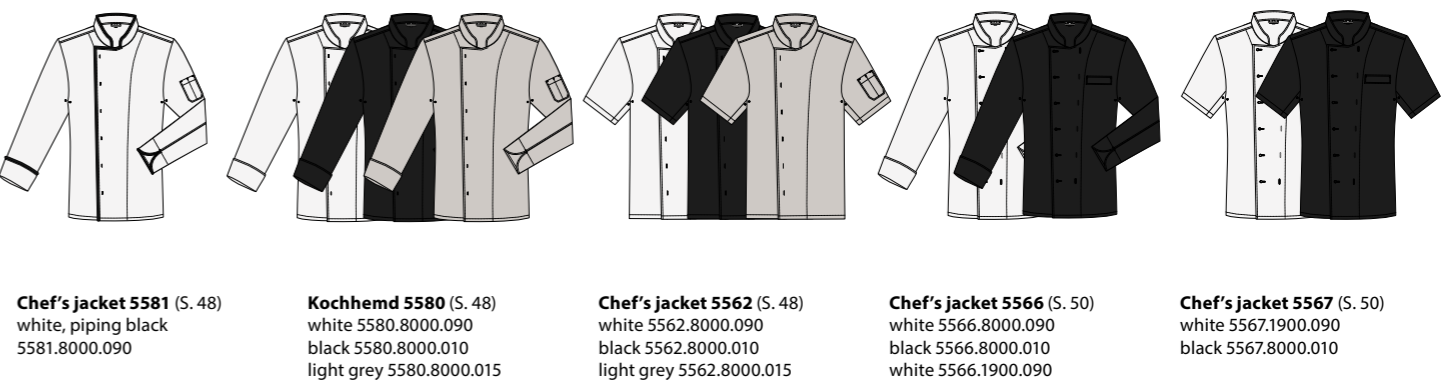 Chef’s jacket 5581 (S. 48)
white, piping black
5581.8000.090
Kochhemd 5580 (S. 48)
white 5580.8000.090
black 5580.8000.010
light grey 5580.8000.015
Chef’s jacket 5562 (S. 48)
white 5562.8000.090
black 5562.8000.010
light grey 5562.8000.015
Chef’s jacket 5566 (S. 50)
white 5566.8000.090
black 5566.8000.010
white 5566.1900.090
Chef’s jacket 5567 (S. 50)
white 5567.1900.090
black 5567.8000.010